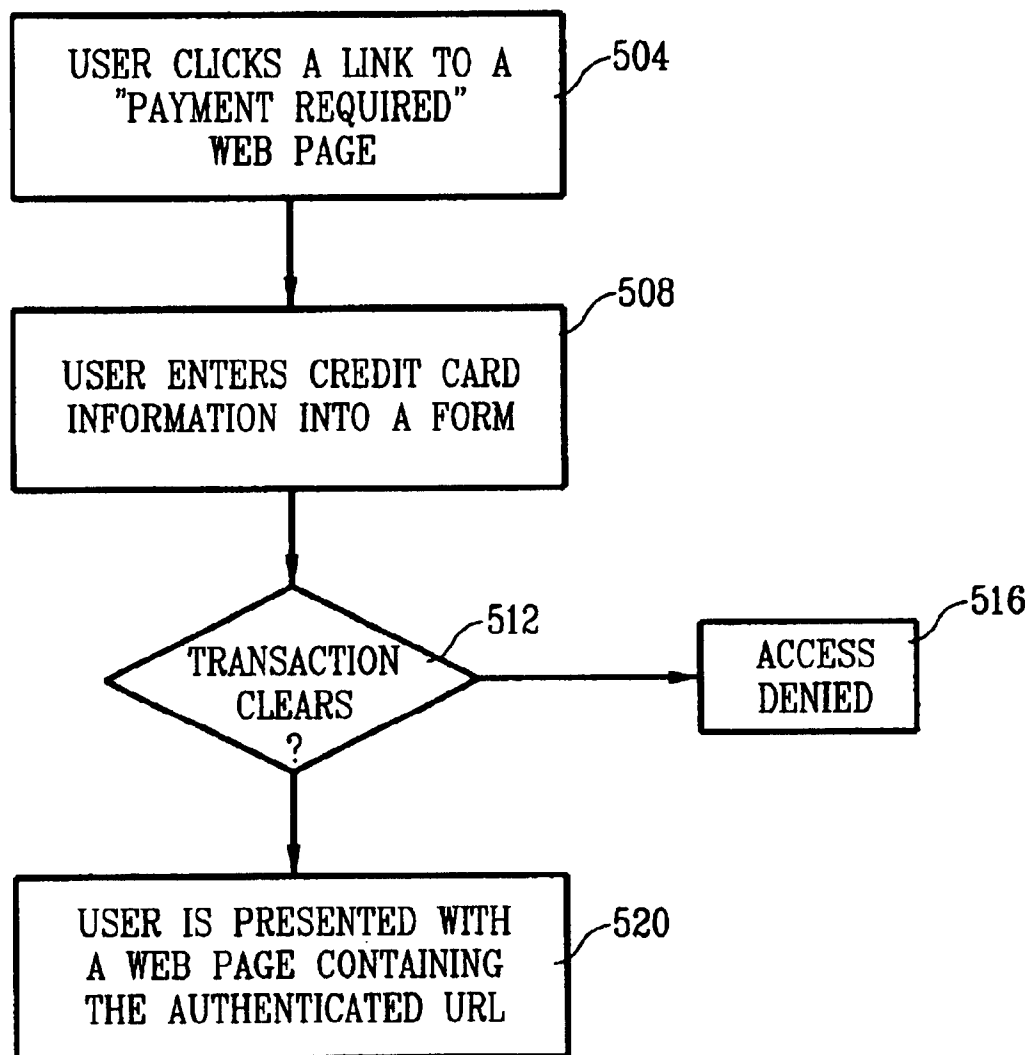 USER CLICKS A LINK TO A
"PAYMENT REQUIRED"
WEB PAGE
504
508
USER ENTERS CREDIT CARD
INFORMATION INTO A FORM
512
TRANSACTION
CLEARS
?
516
ACCESS
DENIED
USER IS PRESENTED WITH
A WEB PAGE CONTAINING
THE AUTHENTICATED URL
520